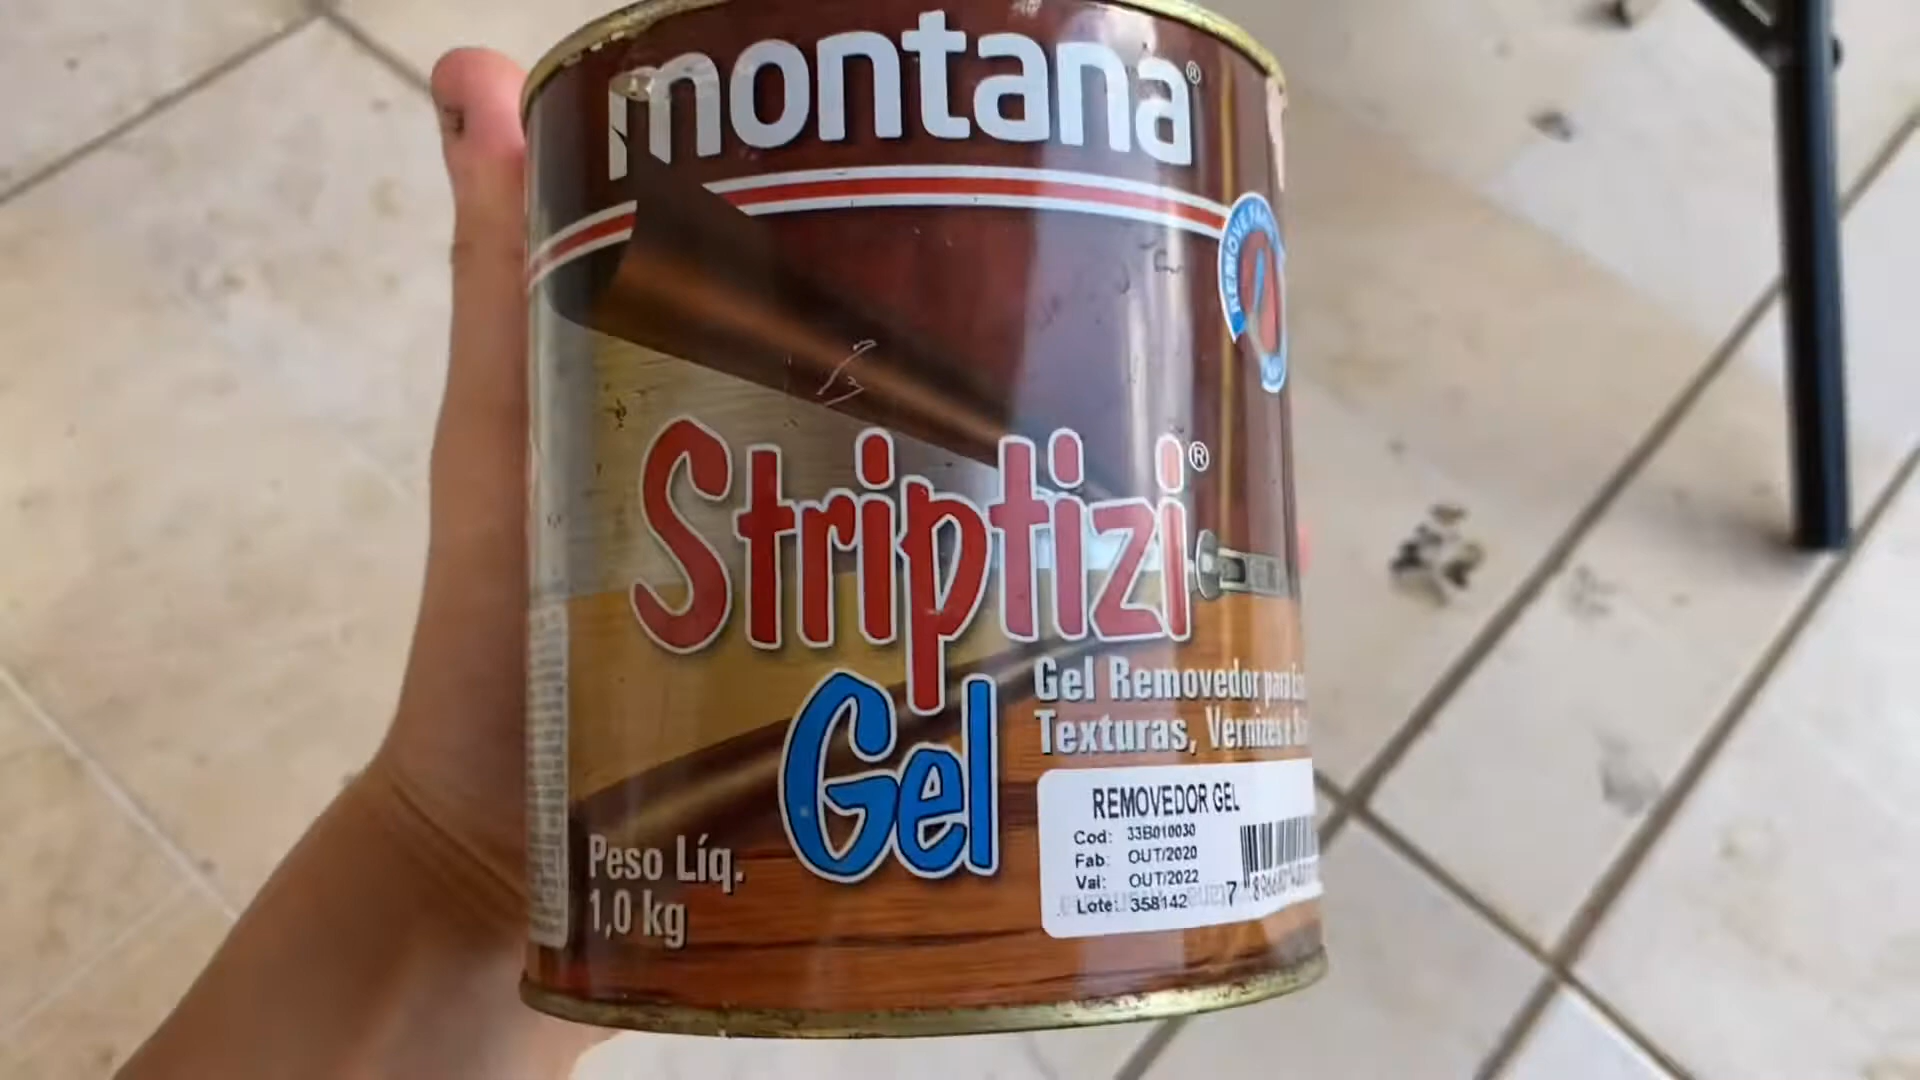 montana®
REMOVE
Striptizi®
Gel
Gel Removedor para
Texturas, Vernizes e
Peso Líq.
1,0 kg
REMOVEDOR GEL
Cod: 33B010030
Fab: OUT/2020
Val: OUT/2022
Lote: 358142